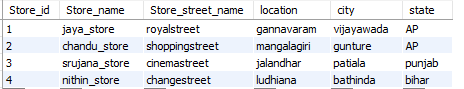 Store_id Store_name Store_street_name location city state
1 jaya_store royalstreet gannavaram vijayawada AP
2 chandu_store shoppingstreet mangalagiri gunture AP
3 srujana_store cinemastreet jalandhar patiala punjab
4 nithin_store changestreet ludhiana bathinda bihar